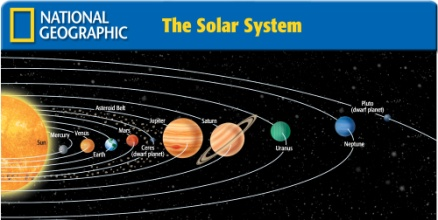 NATIONAL
GEOGRAPHIC
The Solar System
Asteroid Belt
Sun
Mercury
Venus
Earth
Mars
Ceres
(dwarf planet)
Jupiter
Saturn
Uranus
Neptune
Pluto
(dwarf planet)